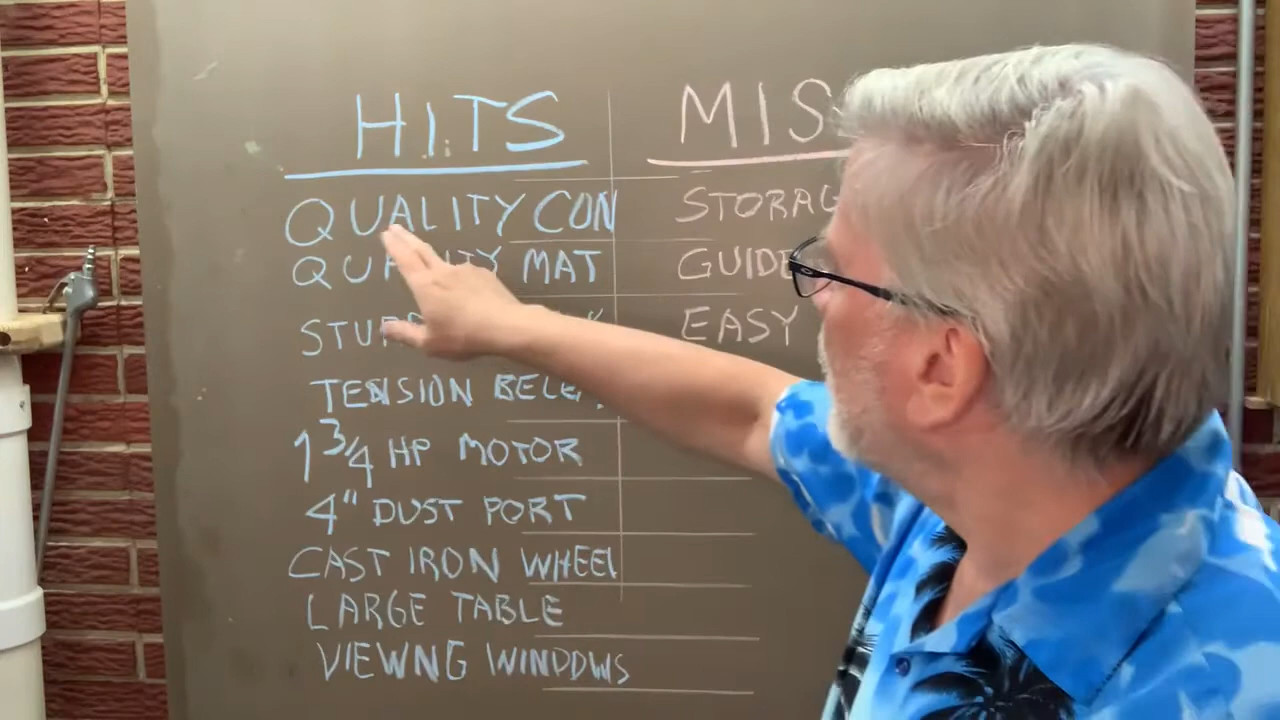 HITS
QUALITY CON
QUALITY MAT
TENSION
1 3/4 HP MOTOR
4" DUST PORT
CAST IRON WHEEL
LARGE TABLE
VIEWNG WINDOWS
MIS
STORAG
GUIDE
EASY